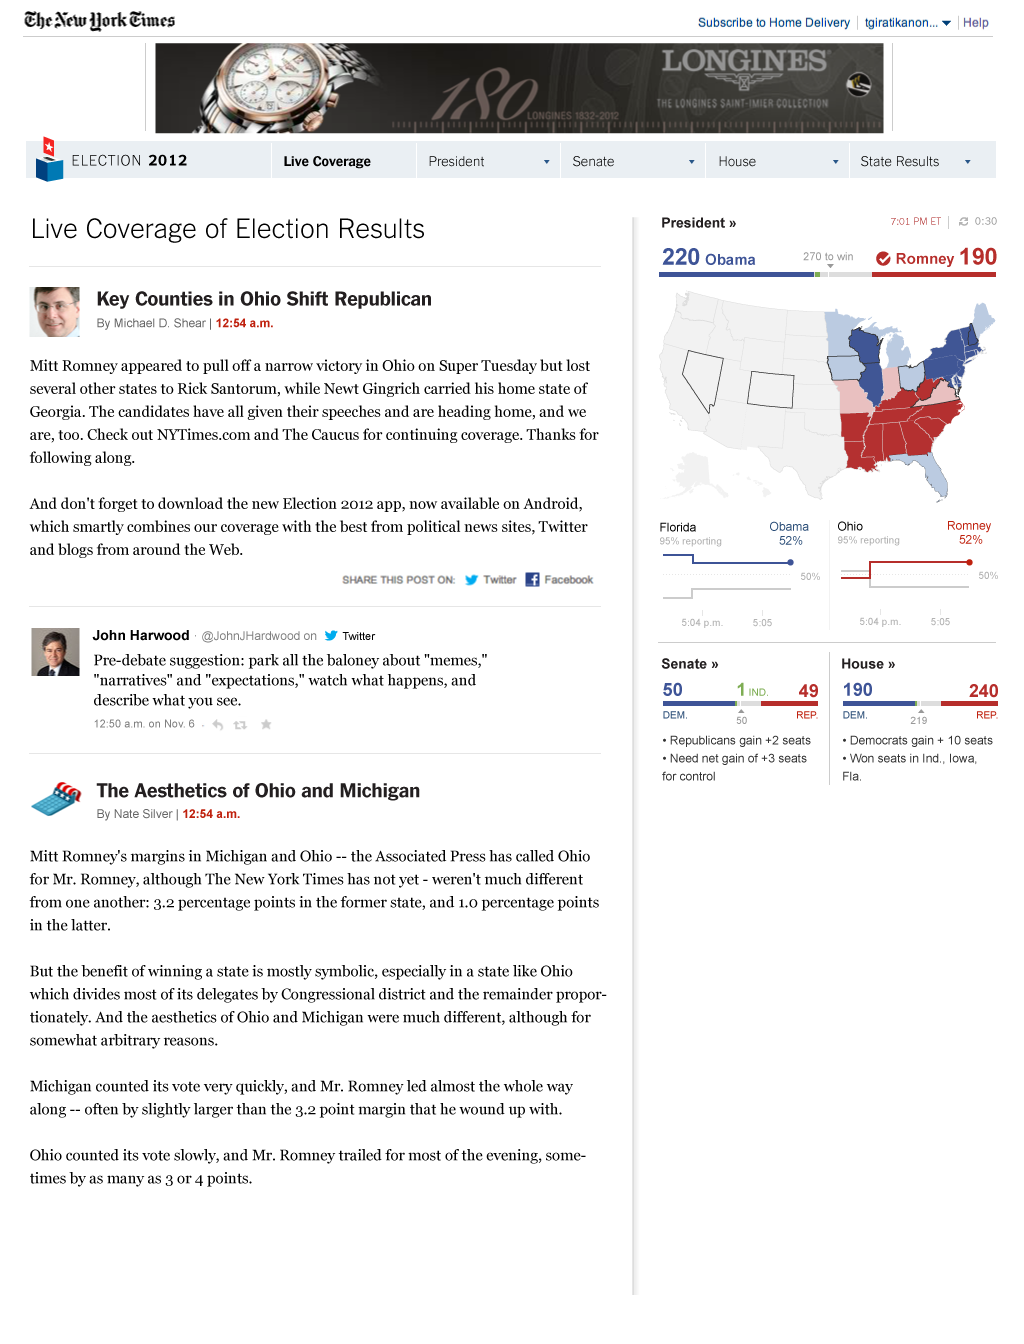 The New York Times
Subscribe to Home Delivery tgiratikanon... Help
LONGINES
180 LONGINES 1832-2012
THE LONGINES SAINT-IMIER COLLECTION
ELECTION 2012 Live Coverage President Senate House State Results
Live Coverage of Election Results
Key Counties in Ohio Shift Republican
By Michael D. Shear | 12:54 a.m.
Mitt Romney appeared to pull off a narrow victory in Ohio on Super Tuesday but lost
several other states to Rick Santorum, while Newt Gingrich carried his home state of
Georgia. The candidates have all given their speeches and are heading home, and we
are, too. Check out NYTimes.com and The Caucus for continuing coverage. Thanks for
following along.
And don't forget to download the new Election 2012 app, now available on Android,
which smartly combines our coverage with the best from political news sites, Twitter
and blogs from around the Web.
SHARE THIS POST ON: Twitter Facebook
John Harwood · @JohnJHardwood on Twitter
Pre-debate suggestion: park all the baloney about "memes,"
"narratives" and "expectations," watch what happens, and
describe what you see.
12:50 a.m. on Nov. 6 -
The Aesthetics of Ohio and Michigan
By Nate Silver | 12:54 a.m.
Mitt Romney's margins in Michigan and Ohio -- the Associated Press has called Ohio
for Mr. Romney, although The New York Times has not yet - weren't much different
from one another: 3.2 percentage points in the former state, and 1.0 percentage points
in the latter.
But the benefit of winning a state is mostly symbolic, especially in a state like Ohio
which divides most of its delegates by Congressional district and the remainder propor-
tionately. And the aesthetics of Ohio and Michigan were much different, although for
somewhat arbitrary reasons.
Michigan counted its vote very quickly, and Mr. Romney led almost the whole way
along -- often by slightly larger than the 3.2 point margin that he wound up with.
Ohio counted its vote slowly, and Mr. Romney trailed for most of the evening, some-
times by as many as 3 or 4 points.
President »
7:01 PM ET 0:30
220 Obama 270 to win Romney 190
Florida Obama
95% reporting 52%
50%
5:04 p.m. 5:05
Ohio Romney
95% reporting 52%
50%
5:04 p.m. 5:05
Senate »
50 1 IND. 49
DEM. 50 REP.
• Republicans gain +2 seats
• Need net gain of +3 seats
for control
House »
190 240
DEM. 219 REP.
• Democrats gain + 10 seats
• Won seats in Ind., Iowa,
Fla.